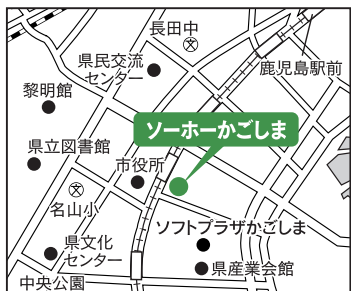 長田中
県民交流
センター
鹿児島駅前
黎明館
ソーホーかごしま
県立図書館
市役所
名山小
ソフトプラザかごしま
県文化
センター
県産業会館
中央公園